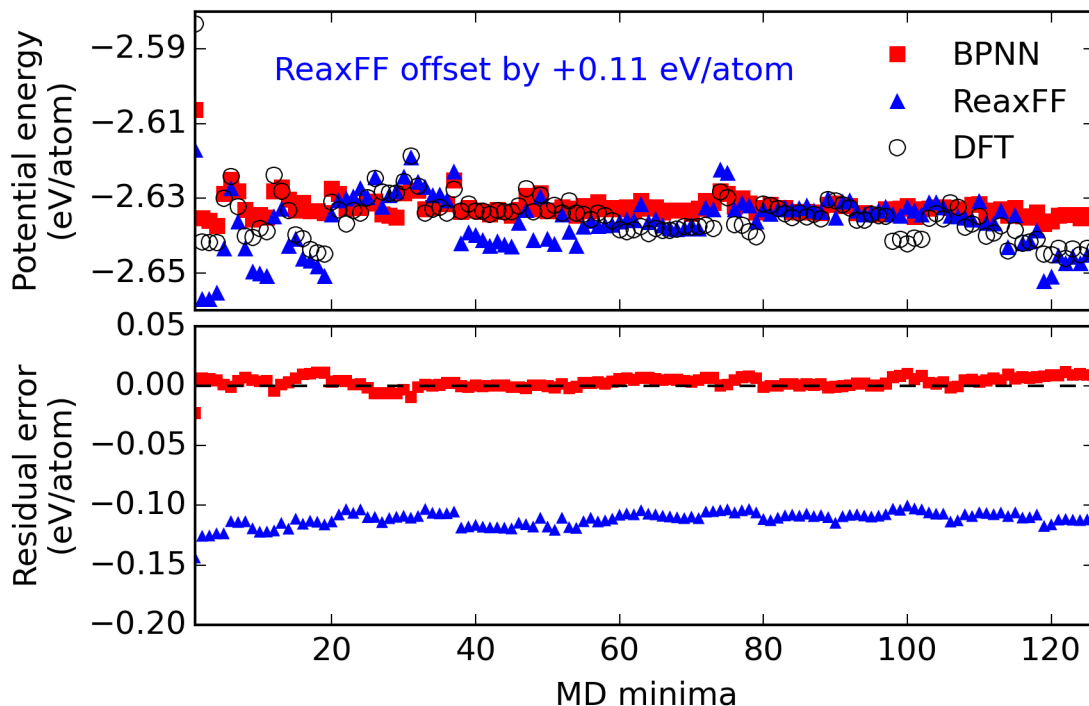 −2.59
−2.61
−2.63
−2.65
Potential energy
(eV/atom)
ReaxFF offset by +0.11 eV/atom
BPNN
ReaxFF
DFT
0.05
0.00
−0.05
−0.10
−0.15
−0.20
Residual error
(eV/atom)
20 40 60 80 100 120
MD minima